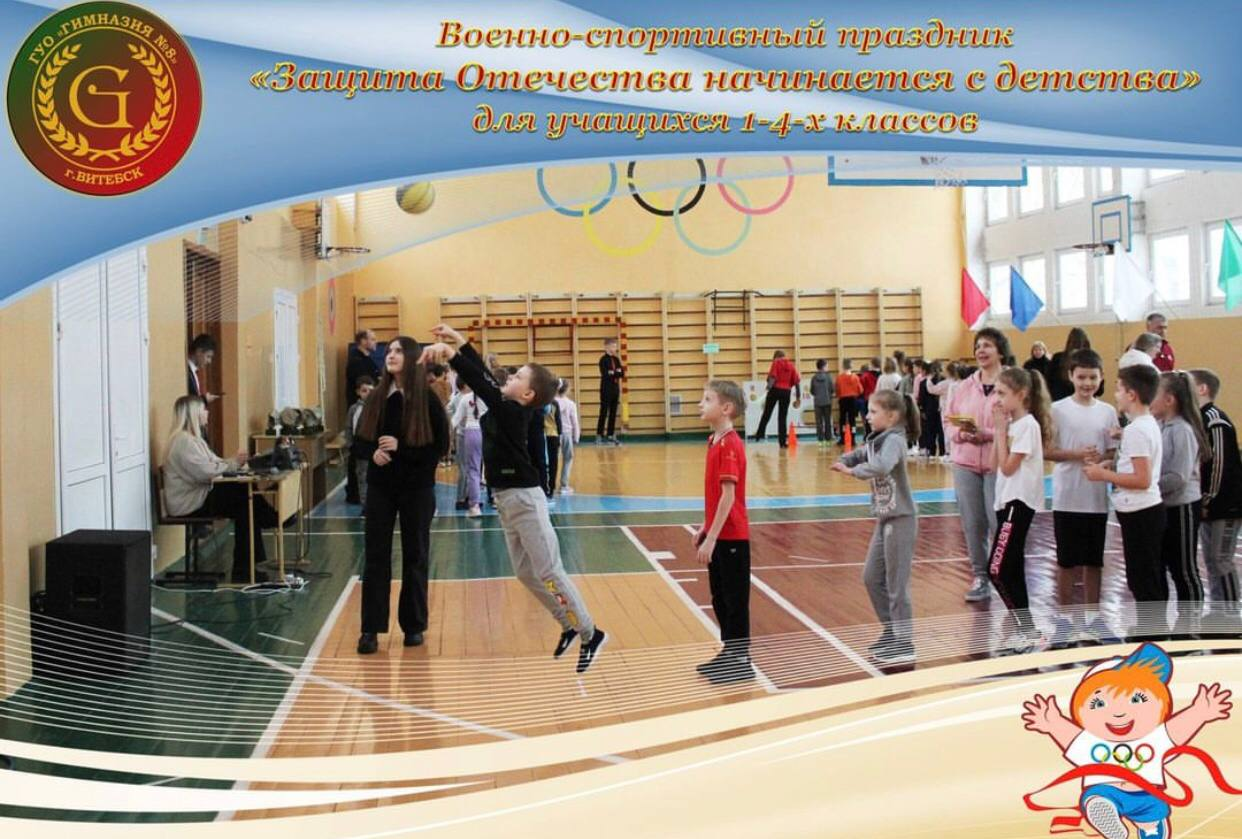 ГУО «ГИМНАЗИЯ №8»
G
г.ВИТЕБСК
Военно-спортивный праздник
«Защита Отечества начинается с детства»
для учащихся 1-4-х классов